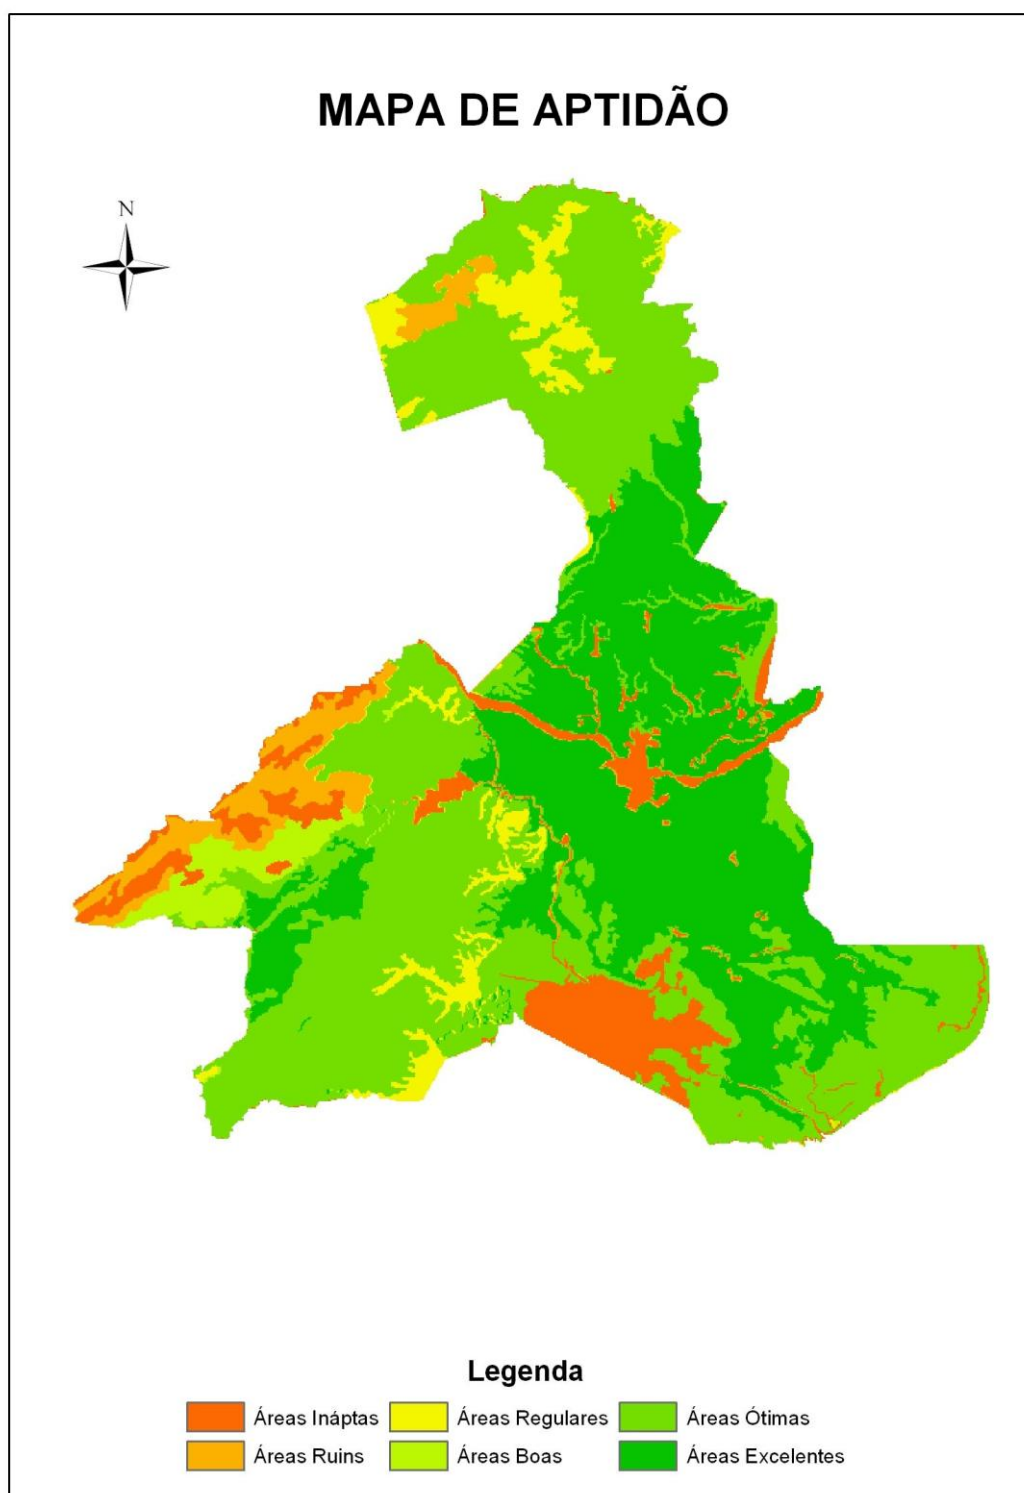 MAPA DE APTIDÃO
N
Legenda
Áreas Ináptas
Áreas Regulares
Áreas Ótimas
Áreas Ruins
Áreas Boas
Áreas Excelentes